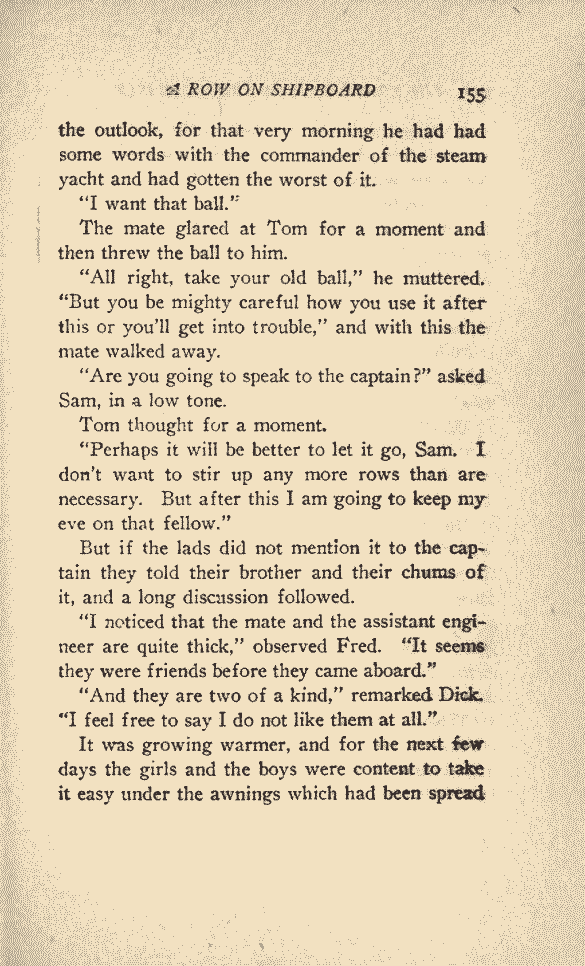 A ROW ON SHIPBOARD 155
the outlook, for that very morning he had had
some words with the commander of the steam
yacht and had gotten the worst of it.
“I want that ball.”
The mate glared at Tom for a moment and
then threw the ball to him.
“All right, take your old ball,” he muttered.
“But you be mighty careful how you use it after
this or you’ll get into trouble,” and with this the
mate walked away.
“Are you going to speak to the captain?” asked
Sam, in a low tone.
Tom thought for a moment.
“Perhaps it will be better to let it go, Sam. I
don’t want to stir up any more rows than are
necessary. But after this I am going to keep my
eve on that fellow.”
But if the lads did not mention it to the cap-
tain they told their brother and their chums of
it, and a long discussion followed.
“I noticed that the mate and the assistant engi-
neer are quite thick,” observed Fred. “It seems
they were friends before they came aboard.”
“And they are two of a kind,” remarked Dick.
“I feel free to say I do not like them at all.”
It was growing warmer, and for the next few
days the girls and the boys were content to take
it easy under the awnings which had been spread